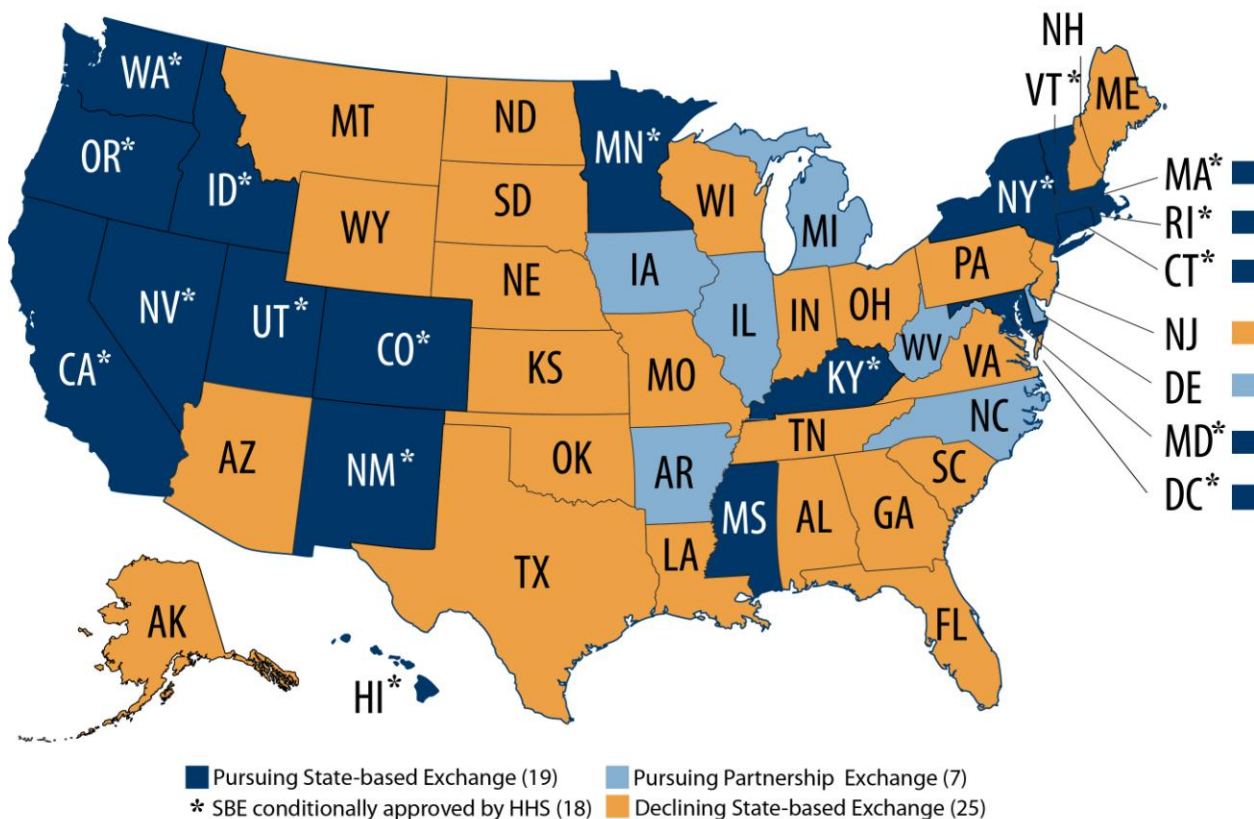 NH
WA*
VT*
ME
MT
ND
OR*
MN*
ID*
MA*
WI
NY*
SD
RI*
WY
MI
CT*
IA
PA
NE
NV*
IL
IN
OH
NJ
UT*
CO*
WV
CA*
KY*
VA
DE
KS
MO
NC
MD*
TN
AZ
OK
NM*
AR
SC
DC*
MS
AL
GA
LA
TX
AK
FL
HI*
Pursuing State-based Exchange (19)
Pursuing Partnership Exchange (7)
* SBE conditionally approved by HHS (18)
Declining State-based Exchange (25)